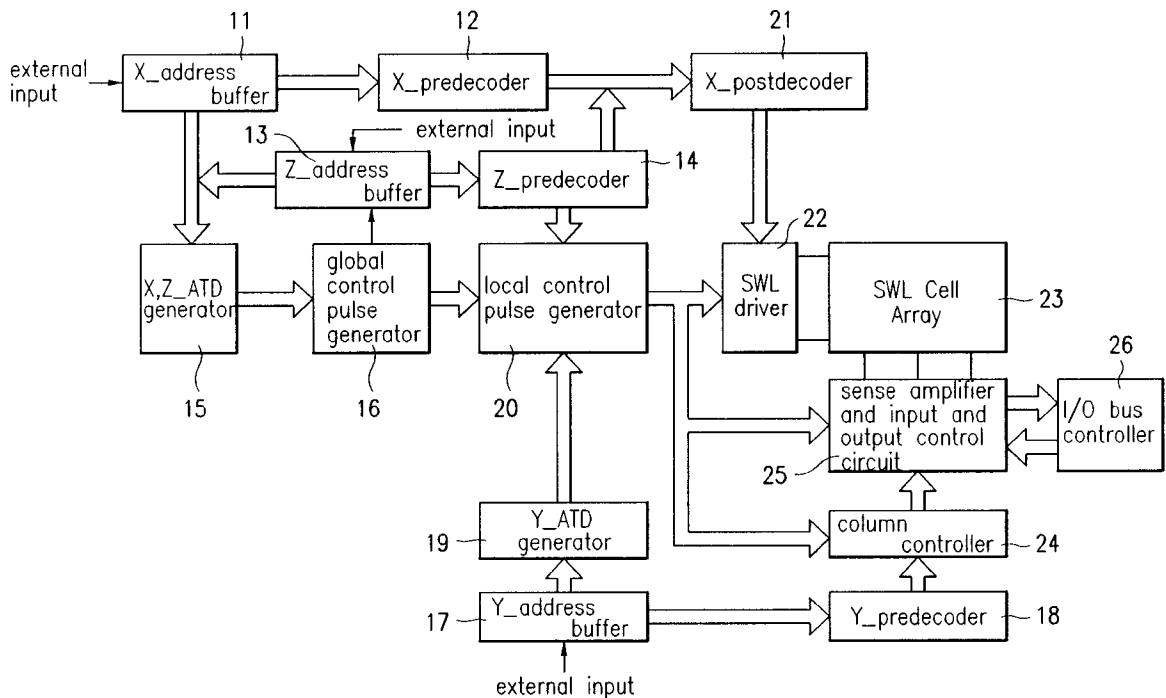 11
12
21
external
input
X_address
buffer
X_predecoder
X_postdecoder
13
external input
14
Z_address
buffer
Z_predecoder
22
X,Z_ATD
generator
global
control
pulse
generator
local control
pulse generator
SWL
driver
SWL Cell
Array
23
15
16
20
26
sense amplifier
and input and
output control
circuit
25
I/O bus
controller
19
Y_ATD
generator
column
controller
24
17
Y_address
buffer
Y_predecoder
18
external input